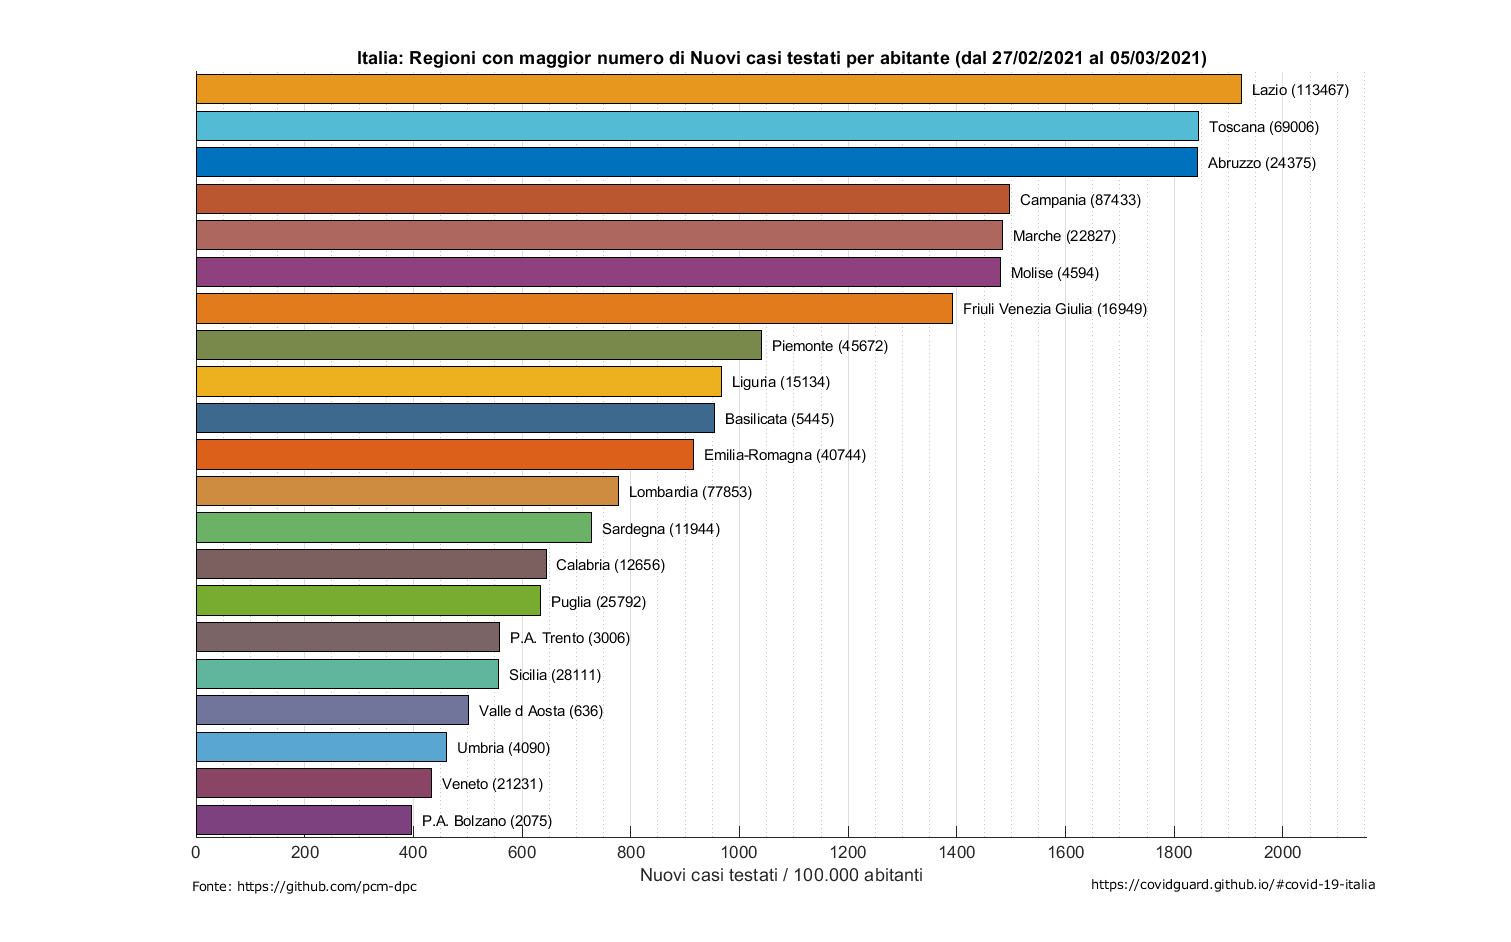 Italia: Regioni con maggior numero di Nuovi casi testati per abitante (dal 27/02/2021 al 05/03/2021)
Lazio (113467)
Toscana (69006)
Abruzzo (24375)
Campania (87433)
Marche (22827)
Molise (4594)
Friuli Venezia Giulia (16949)
Piemonte (45672)
Liguria (15134)
Basilicata (5445)
Emilia-Romagna (40744)
Lombardia (77853)
Sardegna (11944)
Calabria (12656)
Puglia (25792)
P.A. Trento (3006)
Sicilia (28111)
Valle d Aosta (636)
Umbria (4090)
Veneto (21231)
P.A. Bolzano (2075)
0 200 400 600 800 1000 1200 1400 1600 1800 2000
Nuovi casi testati / 100.000 abitanti
Fonte: https://github.com/pcm-dpc
https://covidguard.github.io/#covid-19-italia